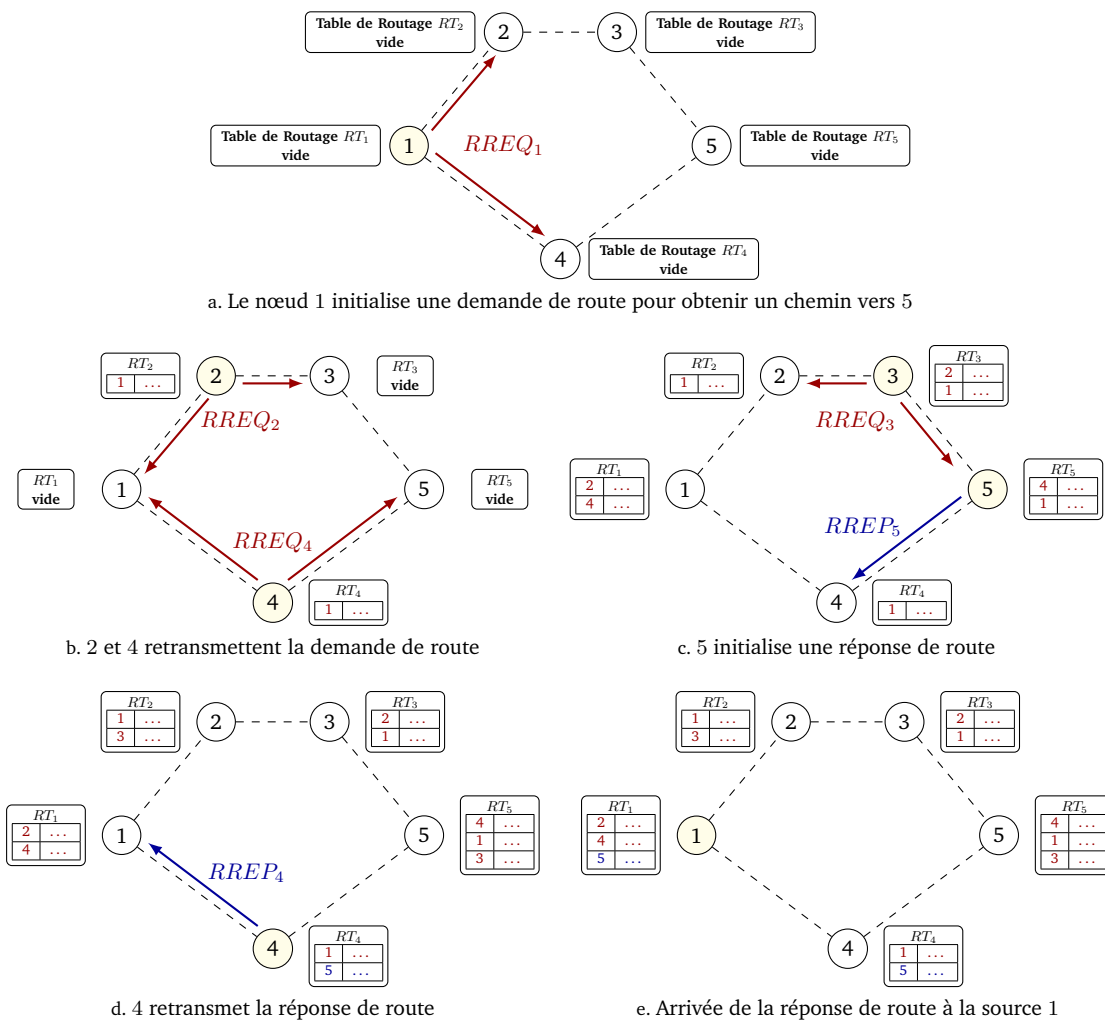 Table de Routage RT₂
vide
2
3
Table de Routage RT₃
vide
Table de Routage RT₁
vide
1
RREQ₁
5
Table de Routage RT₅
vide
4
Table de Routage RT₄
vide
a. Le nœud 1 initialise une demande de route pour obtenir un chemin vers 5
RT₂
1 ...
2
3
RT₃
vide
RREQ₂
RT₁
vide
1
5
RT₅
vide
RREQ₄
4
RT₄
1 ...
b. 2 et 4 retransmettent la demande de route
RT₂
1 ...
2
3
RT₃
2 ...
1 ...
RREQ₃
RT₁
2 ...
4 ...
1
5
RT₅
4 ...
1 ...
RREP₅
4
RT₄
1 ...
c. 5 initialise une réponse de route
RT₂
1 ...
3 ...
2
3
RT₃
2 ...
1 ...
RT₁
2 ...
4 ...
1
5
RT₅
4 ...
1 ...
3 ...
RREP₄
4
RT₄
1 ...
5 ...
d. 4 retransmet la réponse de route
RT₂
1 ...
3 ...
2
3
RT₃
2 ...
1 ...
RT₁
2 ...
4 ...
5 ...
1
5
RT₅
4 ...
1 ...
3 ...
4
RT₄
1 ...
5 ...
e. Arrivée de la réponse de route à la source 1